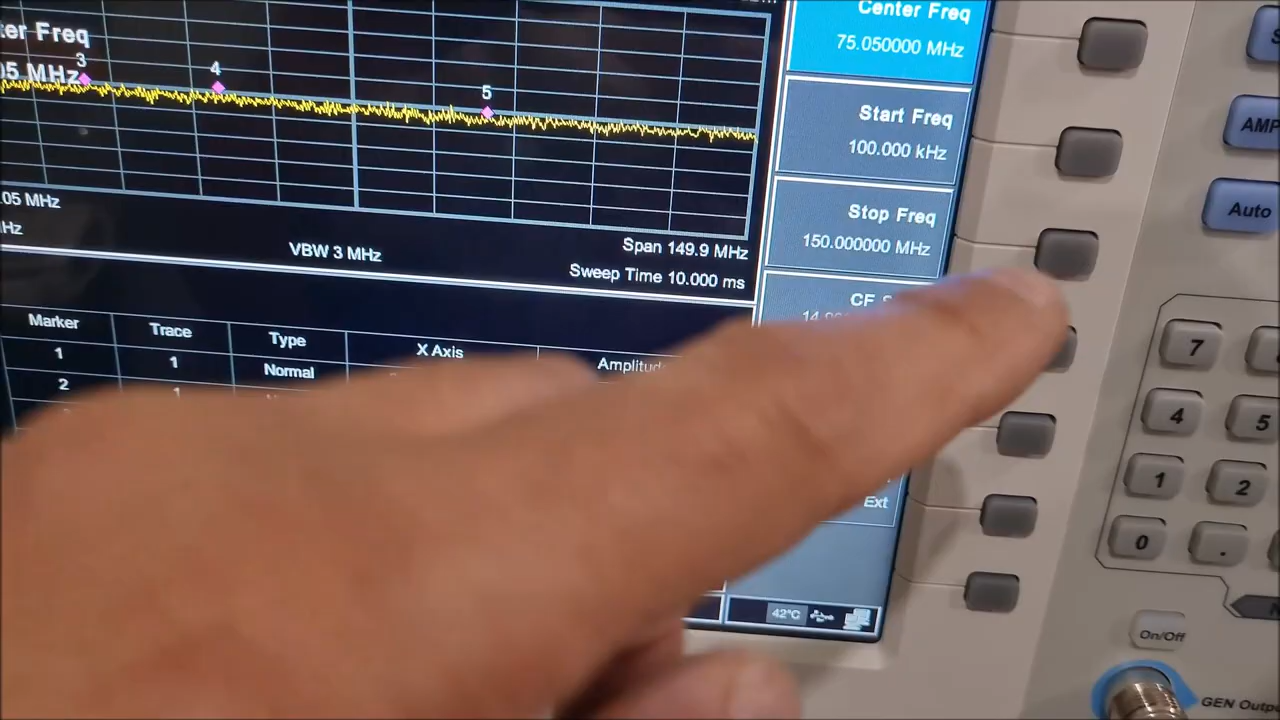 ter Freq
05 MHz
3
4
5
.05 MHz
Hz
VBW 3 MHz
Span 149.9 MHz
Sweep Time 10.000 ms
Marker Trace Type X Axis
1 1 Normal
2 1
Center Freq
75.050000 MHz
Start Freq
100.000 kHz
Stop Freq
150.000000 MHz
CF
Ext
42°C
Auto
7
4 5
1 2
0 .
On/Off
GEN